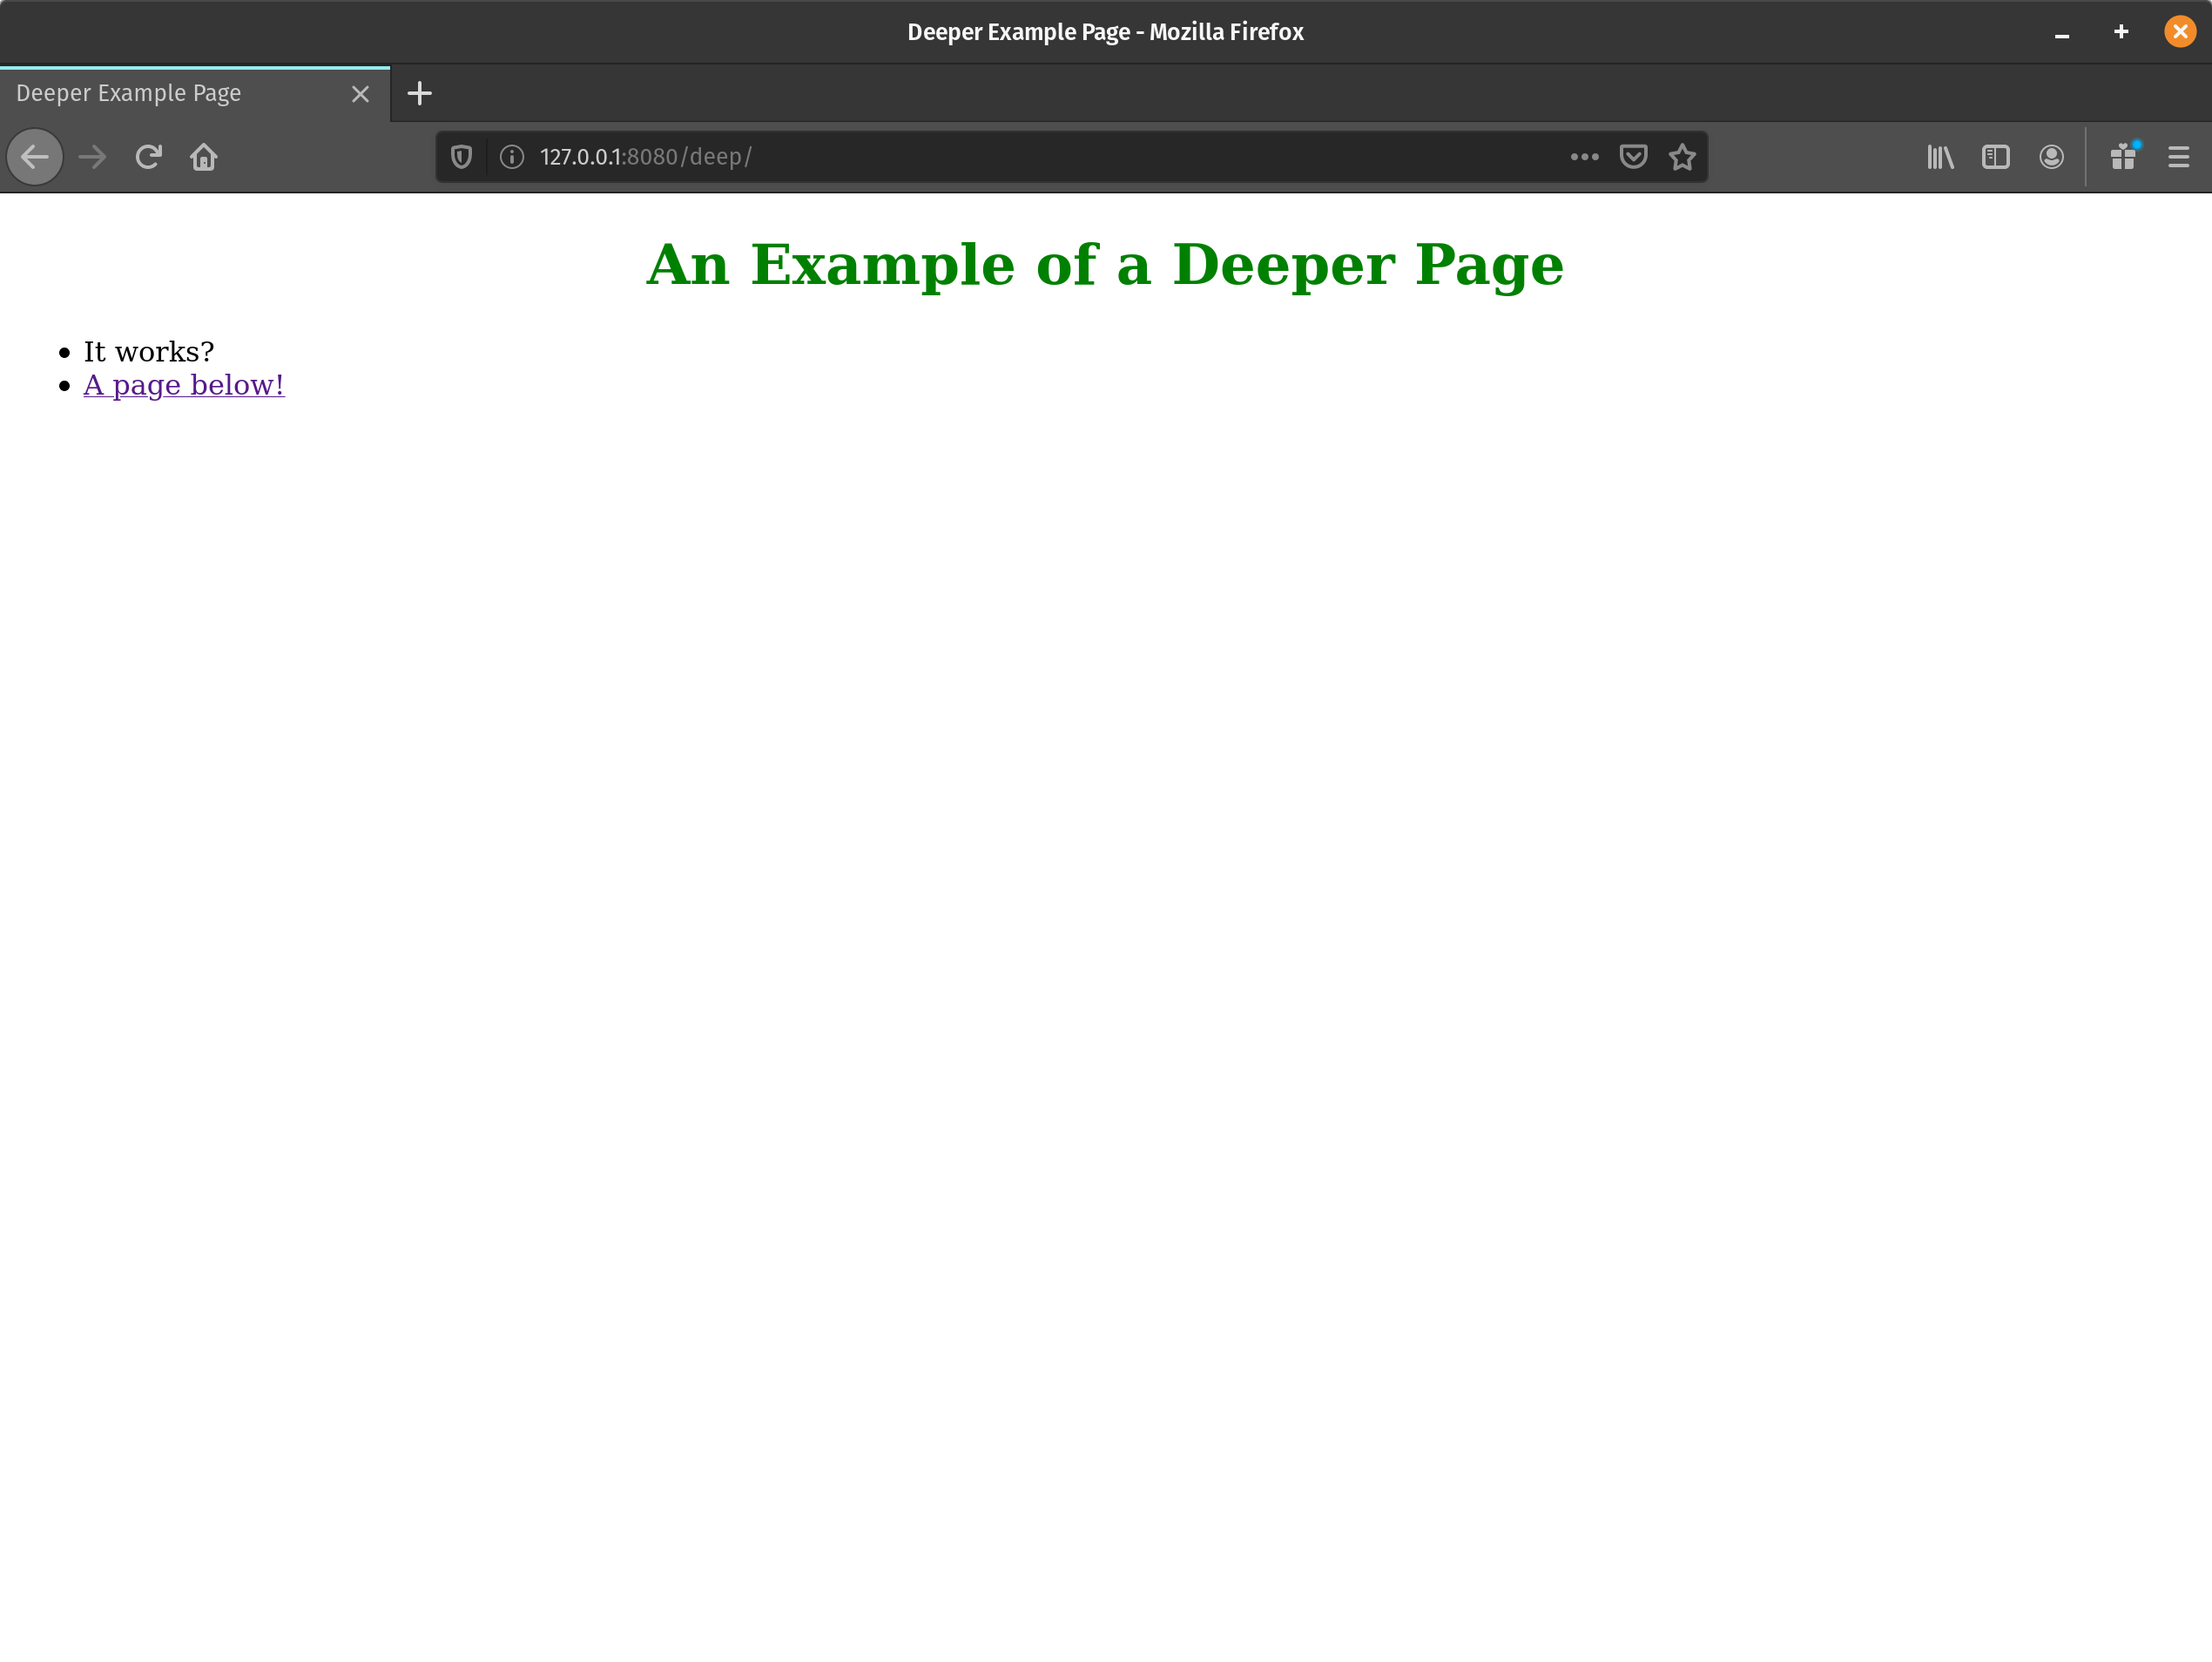 Deeper Example Page - Mozilla Firefox
Deeper Example Page
127.0.0.1:8080/deep/
An Example of a Deeper Page
It works?
A page below!